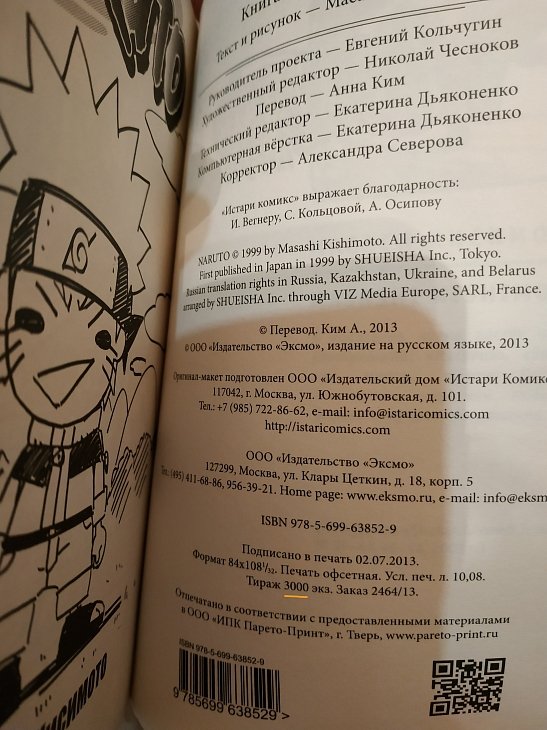 Книга
Текст и рисунок — Маса
Руководитель проекта — Евгений Кольчугин
Художественный редактор — Николай Чесноков
Перевод — Анна Ким
Технический редактор — Екатерина Дьяконенко
Компьютерная вёрстка — Екатерина Дьяконенко
Корректор — Александра Северова
«Истари комикс» выражает благодарность:
И. Вегнеру, С. Кольцовой, А. Осипову
NARUTO © 1999 by Masashi Kishimoto. All rights reserved.
First published in Japan in 1999 by SHUEISHA Inc., Tokyo.
Russian translation rights in Russia, Kazakhstan, Ukraine, and Belarus
arranged by SHUEISHA Inc. through VIZ Media Europe, SARL, France.
© Перевод. Ким А., 2013
© ООО «Издательство «Эксмо», издание на русском языке, 2013
Оригинал-макет подготовлен ООО «Издательский дом «Истари Комикс
117042, г. Москва, ул. Южнобутовская, д. 101.
Тел.: +7 (985) 722-86-62, e-mail: info@istaricomics.com
http://istaricomics.com
ООО «Издательство «Эксмо»
127299, Москва, ул. Клары Цеткин, д. 18, корп. 5
Тел. (495) 411-68-86, 956-39-21. Home page: www.eksmo.ru, e-mail: info@eksm
ISBN 978-5-699-63852-9
Подписано в печать 02.07.2013.
Формат 84x108 1/32. Печать офсетная. Усл. печ. л. 10,08.
Тираж 3000 экз. Заказ 2464/13.
Отпечатано в соответствии с предоставленными материалами
в ООО «ИПК Парето-Принт», г. Тверь, www.pareto-print.ru
ISBN 978-5-699-63852-9
9 785699 638529 >